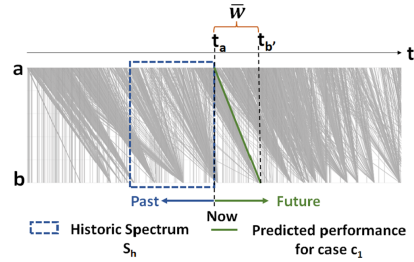 w̅
t_a t_b'
t
a
b
Past Future
Now
Historic Spectrum
S_h
Predicted performance
for case c_1